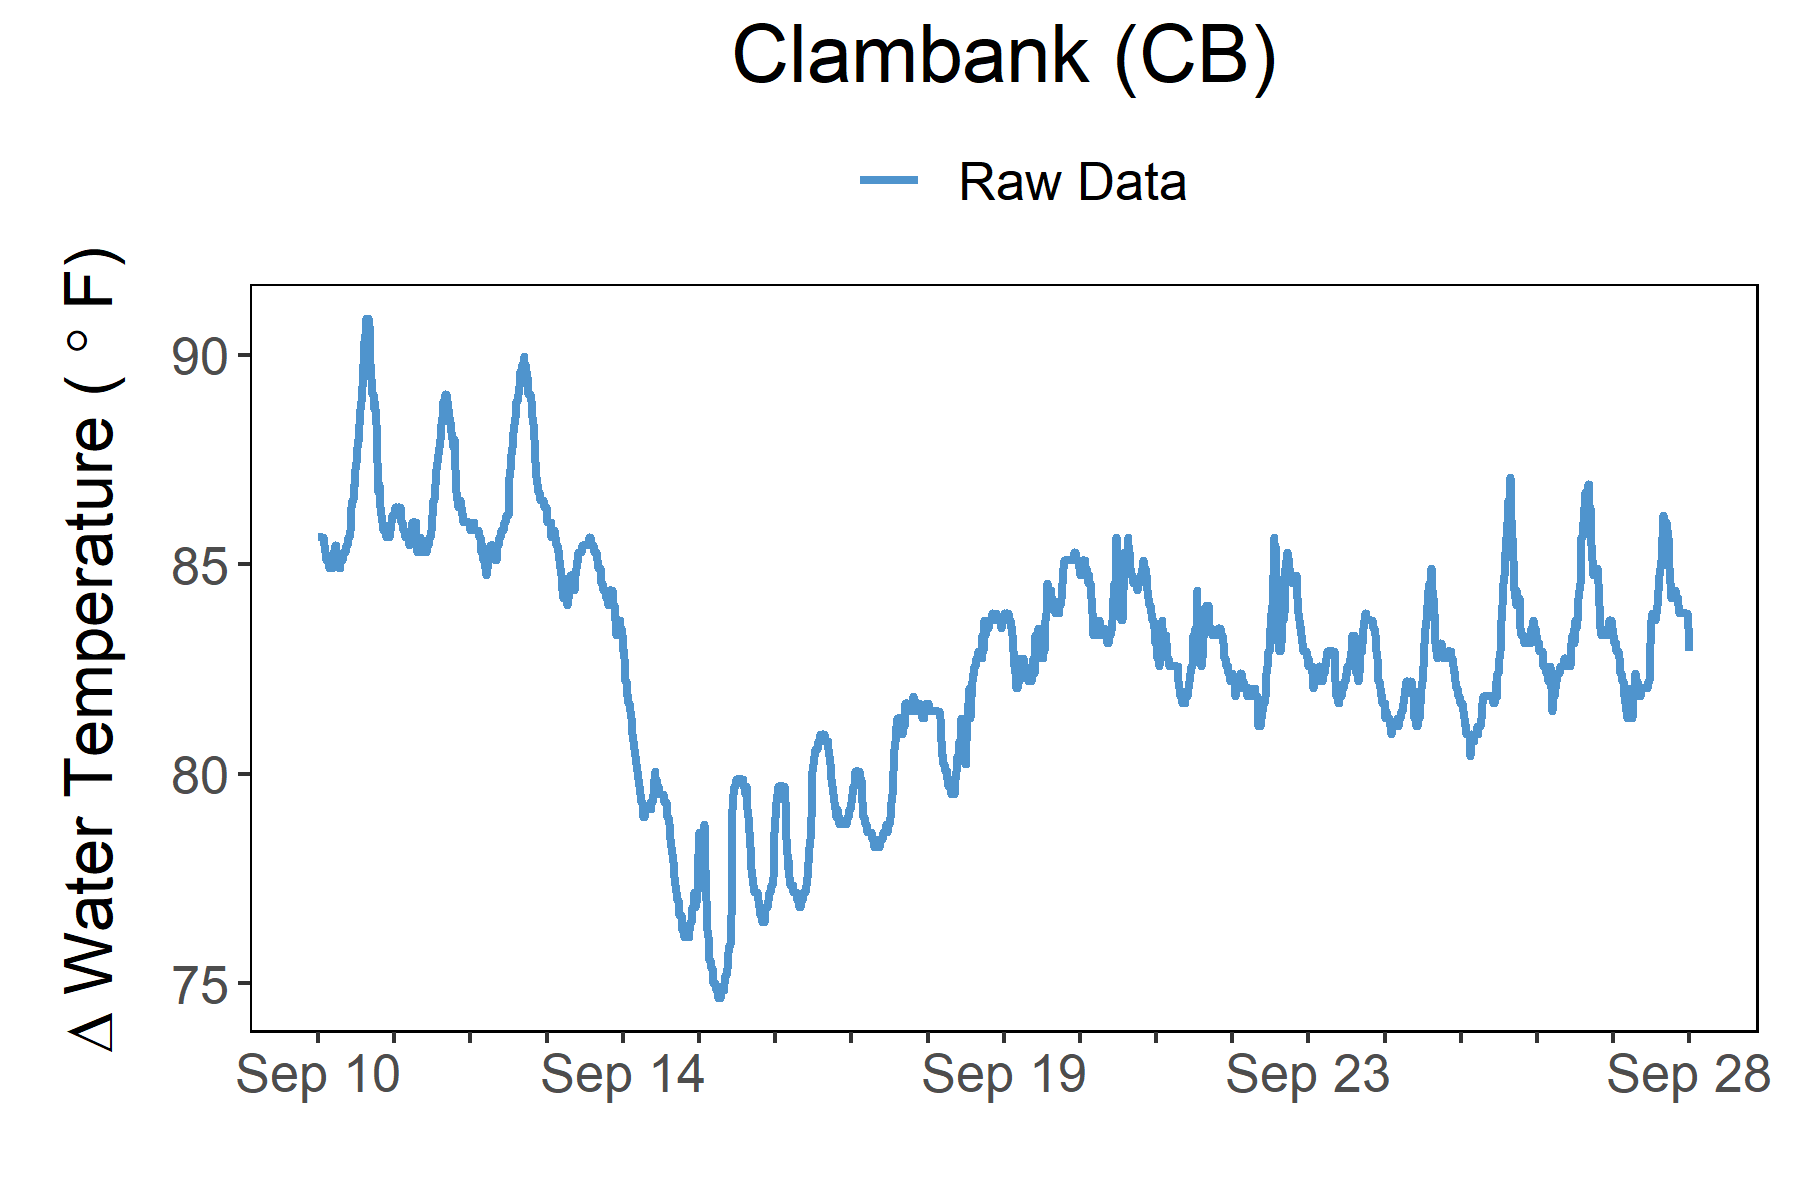 Clambank (CB)
Raw Data
Δ Water Temperature ( ° F)
90
85
80
75
Sep 10
Sep 14
Sep 19
Sep 23
Sep 28